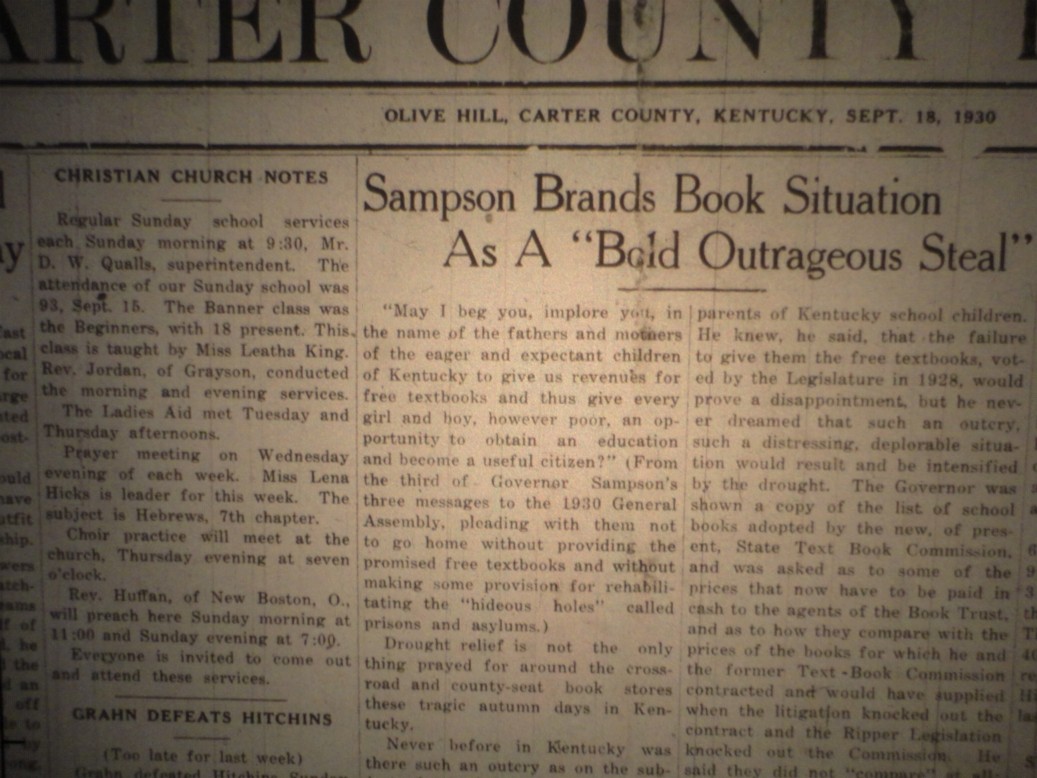 ARTER COUNTY
OLIVE HILL, CARTER COUNTY, KENTUCKY, SEPT. 18, 1930
CHRISTIAN CHURCH NOTES
Regular Sunday school services
each Sunday morning at 9:30, Mr.
D. W. Qualls, superintendent. The
attendance of our Sunday school was
93, Sept. 15. The Banner class was
the Beginners, with 18 present. This
class is taught by Miss Leatha King.
Rev. Jordan, of Grayson, conducted
the morning and evening services.
The Ladies Aid met Tuesday and
Thursday afternoons.
Prayer meeting on Wednesday
evening of each week. Miss Lena
Hicks is leader for this week. The
subject is Hebrews, 7th chapter.
Choir practice will meet at the
church, Thursday evening at seven
o'clock.
Rev. Huffan, of New Boston, O.,
will preach here Sunday morning at
11:00 and Sunday evening at 7:00.
Everyone is invited to come out
and attend these services.
GRAHN DEFEATS HITCHINS
(Too late for last week)
Grahn defeated Hitchins Sunday
Sampson Brands Book Situation
As A "Bold Outrageous Steal"
"May I beg you, implore you, in
the name of the fathers and mothers
of the eager and expectant children
of Kentucky to give us revenues for
free textbooks and thus give every
girl and boy, however poor, an op-
portunity to obtain an education
and become a useful citizen?" (From
the third of Governor Sampson's
three messages to the 1930 General
Assembly, pleading with them not
to go home without providing the
promised free textbooks and without
making some provision for rehabili-
tating the "hideous holes" called
prisons and asylums.)
Drought relief is not the only
thing prayed for around the cross-
road and county-seat book stores
these tragic autumn days in Ken-
tucky.
Never before in Kentucky was
there such an outcry as on the sub-
parents of Kentucky school children.
He knew, he said, that the failure
to give them the free textbooks, vot-
ed by the Legislature in 1928, would
prove a disappointment, but he nev-
er dreamed that such an outcry,
such a distressing, deplorable situa-
tion would result and be intensified
by the drought. The Governor was
shown a copy of the list of school
books adopted by the new, of pres-
ent, State Text Book Commission,
and was asked as to some of the
prices that now have to be paid in
cash to the agents of the Book Trust,
and as to how they compare with the
prices of the books for which he and
the former Text-Book Commission
contracted and would have supplied
when the litigation knocked out the
contract and the Ripper Legislation
knocked out the Commission. He
said they did not